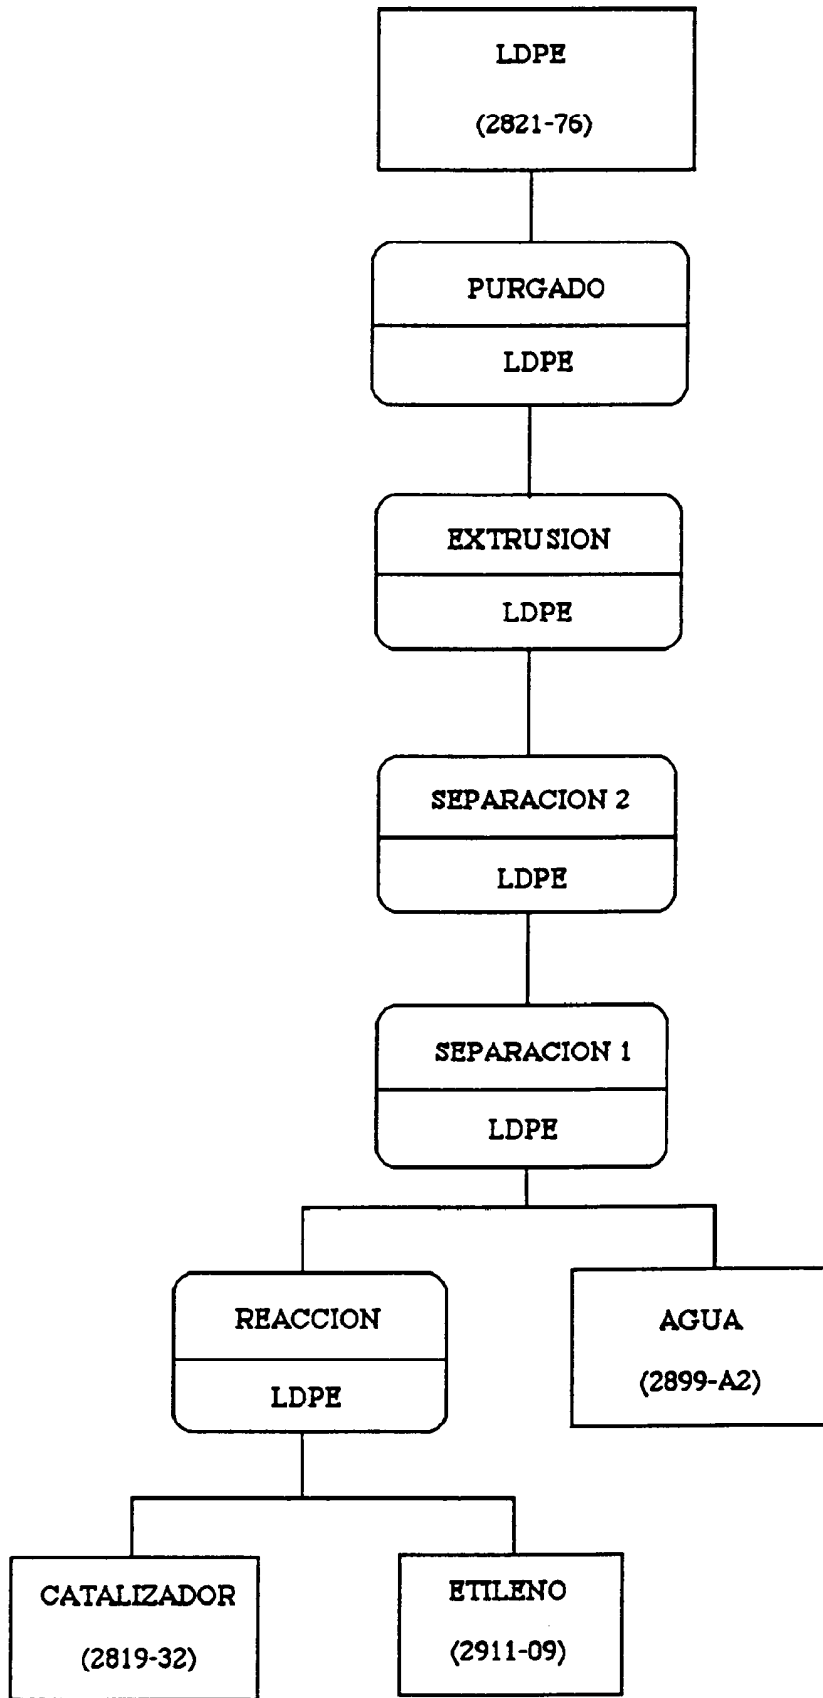 LDPE
(2821-76)
PURGADO
LDPE
EXTRUSION
LDPE
SEPARACION 2
LDPE
SEPARACION 1
LDPE
REACCION
LDPE
AGUA
(2899-A2)
CATALIZADOR
(2819-32)
ETILENO
(2911-09)